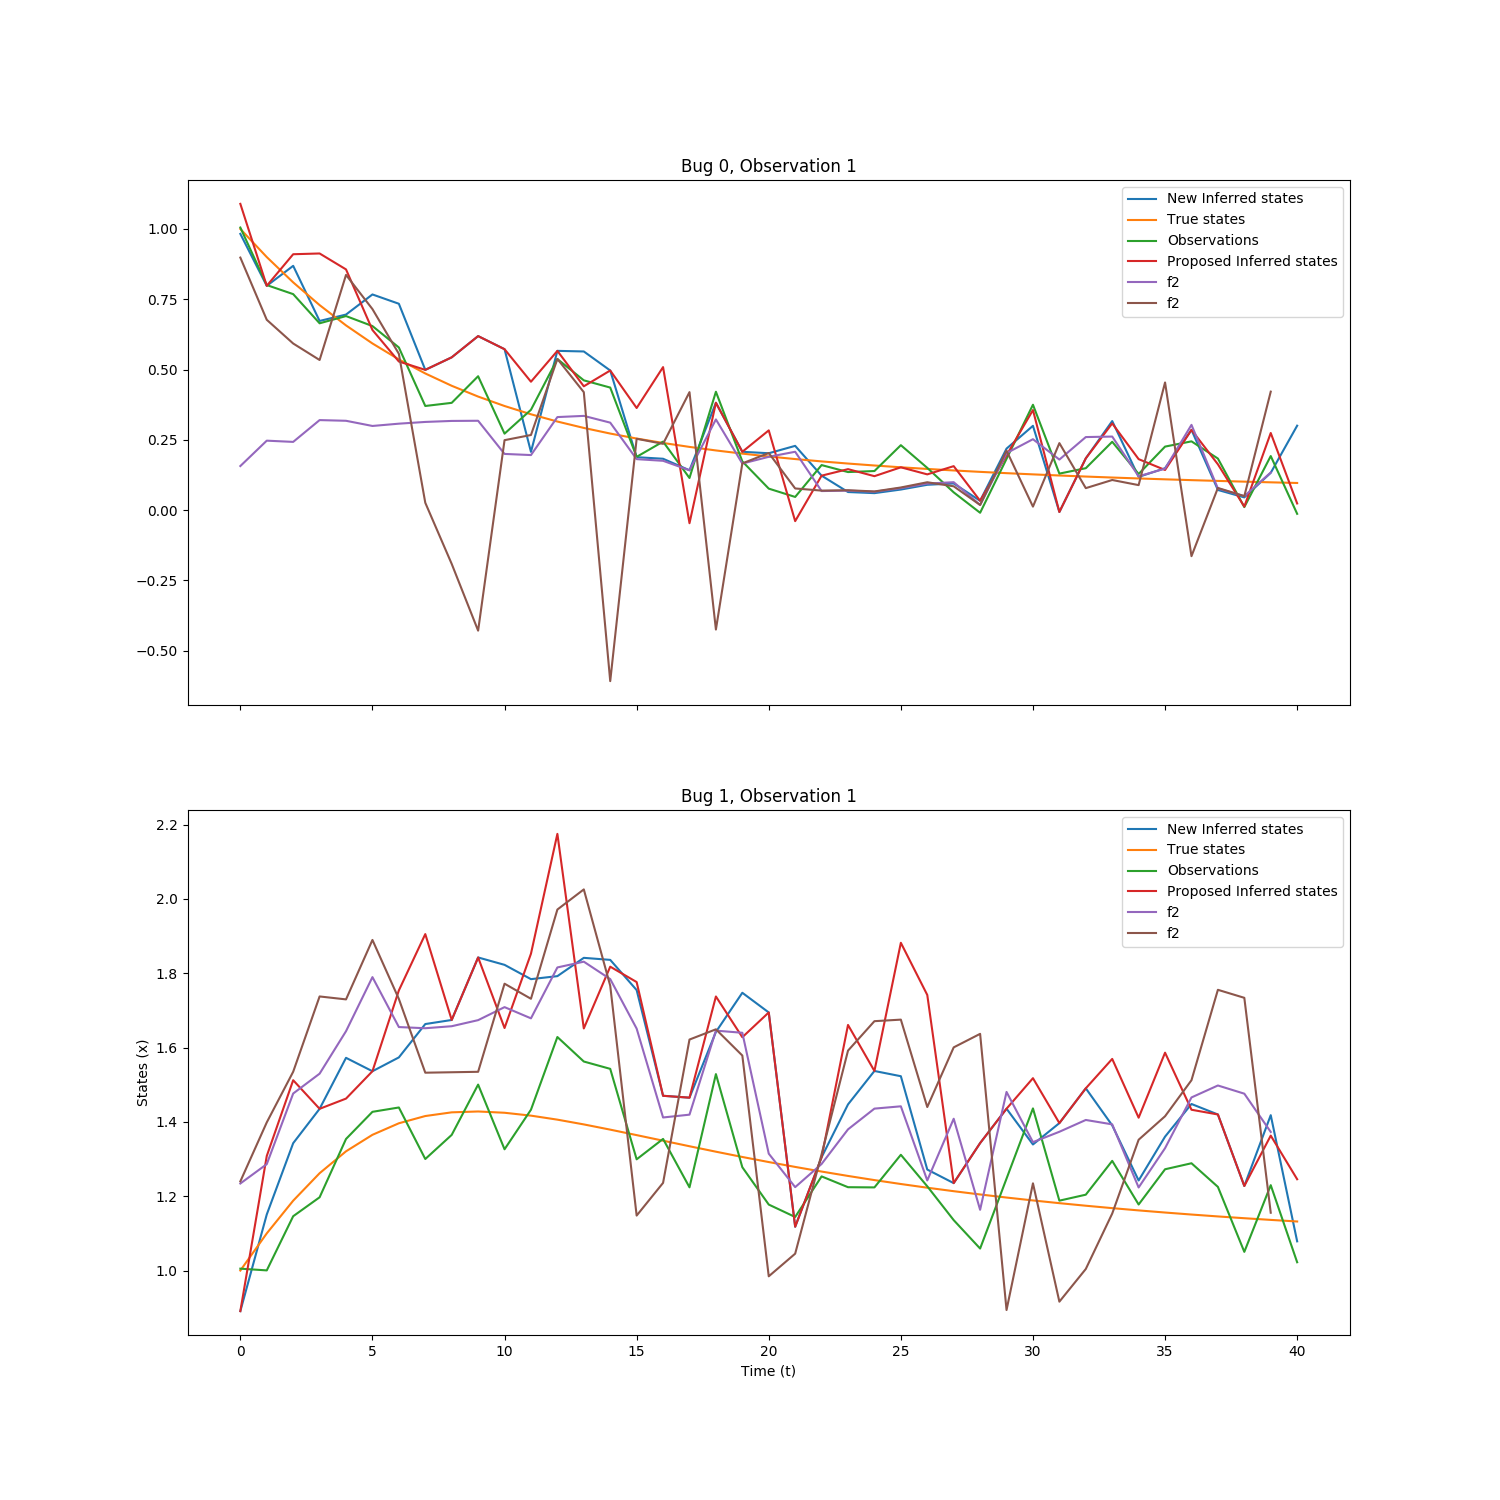 Bug 0, Observation 1
New Inferred states
True states
Observations
Proposed Inferred states
f2
f2
1.00
0.75
0.50
0.25
0.00
−0.25
−0.50
Bug 1, Observation 1
New Inferred states
True states
Observations
Proposed Inferred states
f2
f2
2.2
2.0
1.8
1.6
1.4
1.2
1.0
States (x)
0 5 10 15 20 25 30 35 40
Time (t)